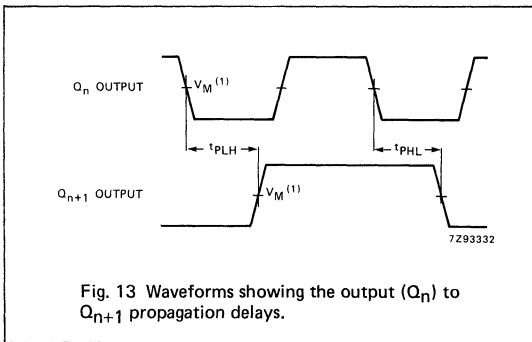 Qn OUTPUT
VM (1)
tPLH
tPHL
Qn+1 OUTPUT
VM (1)
7Z93332
Fig. 13 Waveforms showing the output (Qn) to
Qn+1 propagation delays.